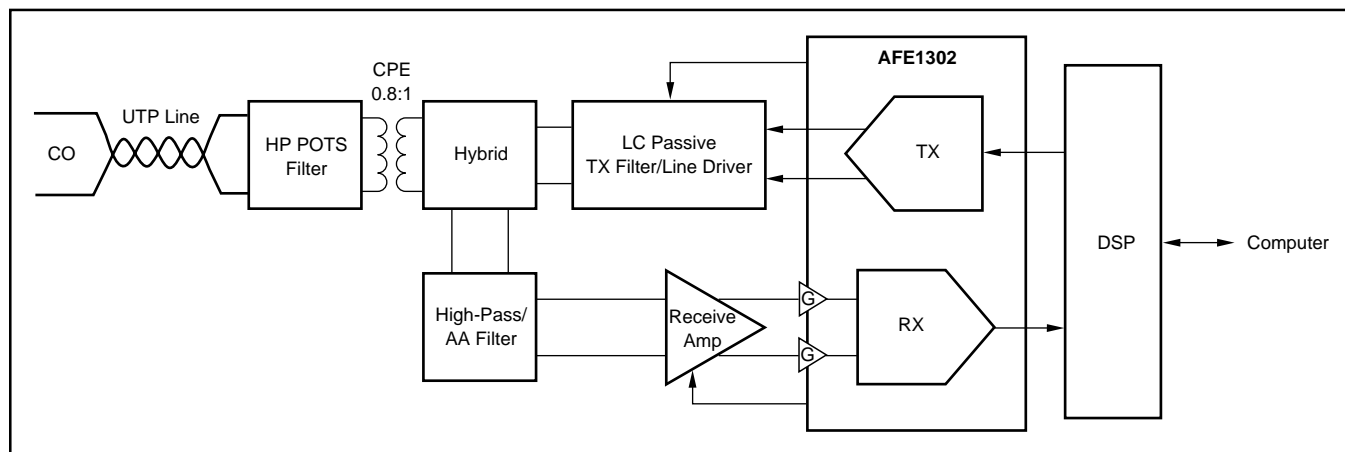 AFE1302
CPE
0.8:1
UTP Line
CO
HP POTS
Filter
Hybrid
LC Passive
TX Filter/Line Driver
TX
DSP
Computer
High-Pass/
AA Filter
Receive
Amp
G
G
RX